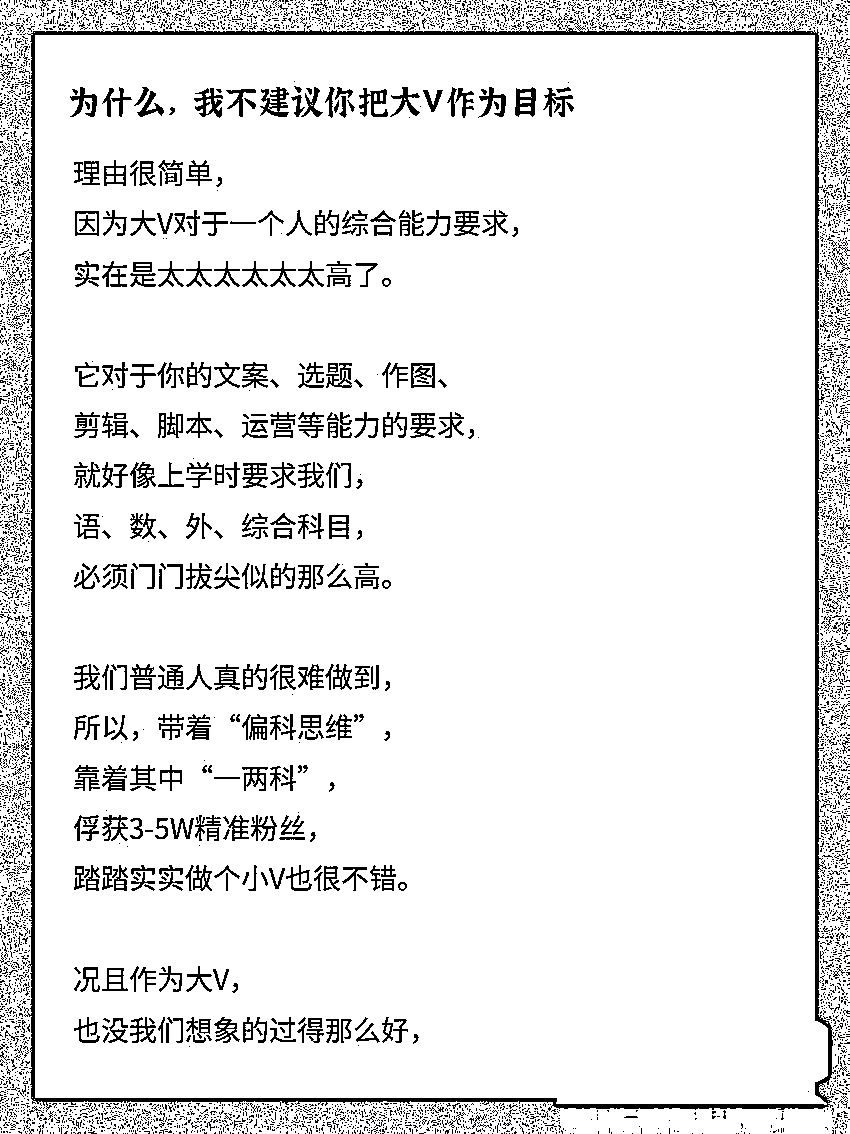 为什么，我不建议你把大V作为目标
理由很简单，
因为大V对于一个人的综合能力要求，
实在是太太太太太太高了。
它对于你的文案、选题、作图、
剪辑、脚本、运营等能力的要求，
就好像上学时要求我们，
语、数、外、综合科目，
必须门门拔尖似的那么高。
我们普通人真的很难做到，
所以，带着“偏科思维”，
靠着其中“一两科”，
俘获3-5W精准粉丝，
踏踏实实做个小V也很不错。
况且作为大V，
也没我们想象的过得那么好，